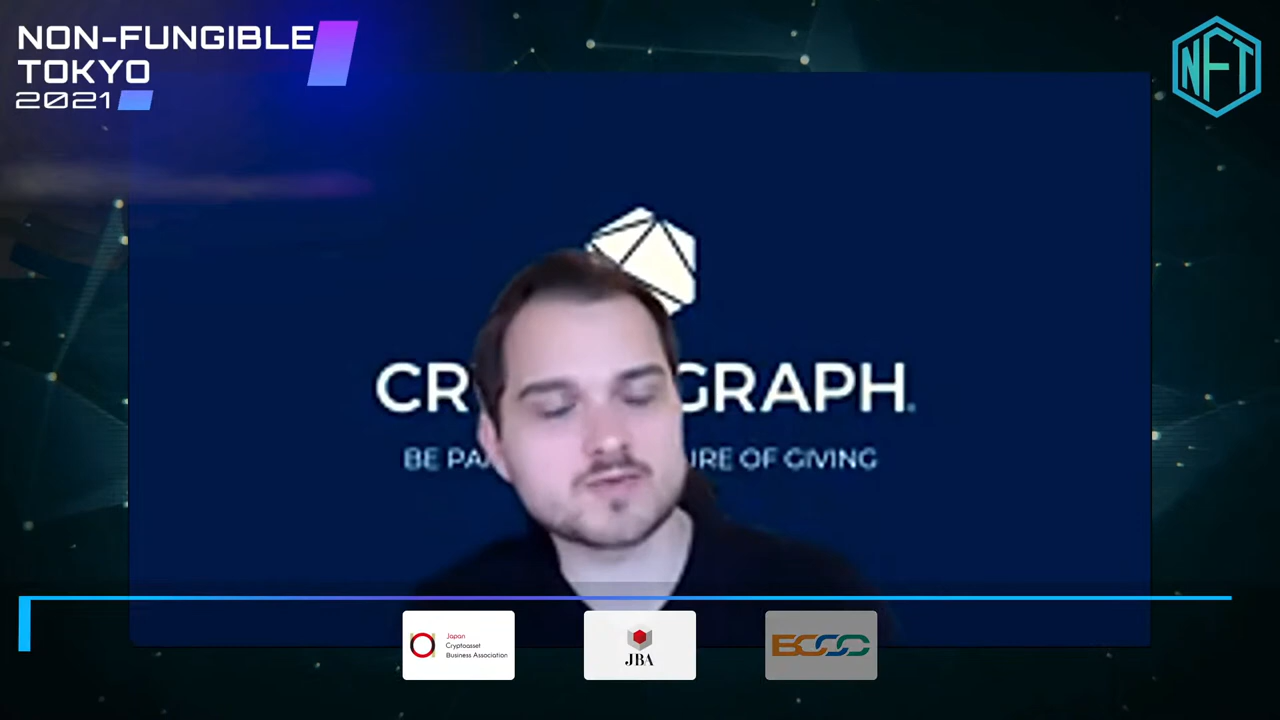 NON-FUNGIBLE
TOKYO
2021
NFT
CR GRAPH.
BE PA URE OF GIVING
Japan
Cryptoasset
Business Association
JBA
BCCC